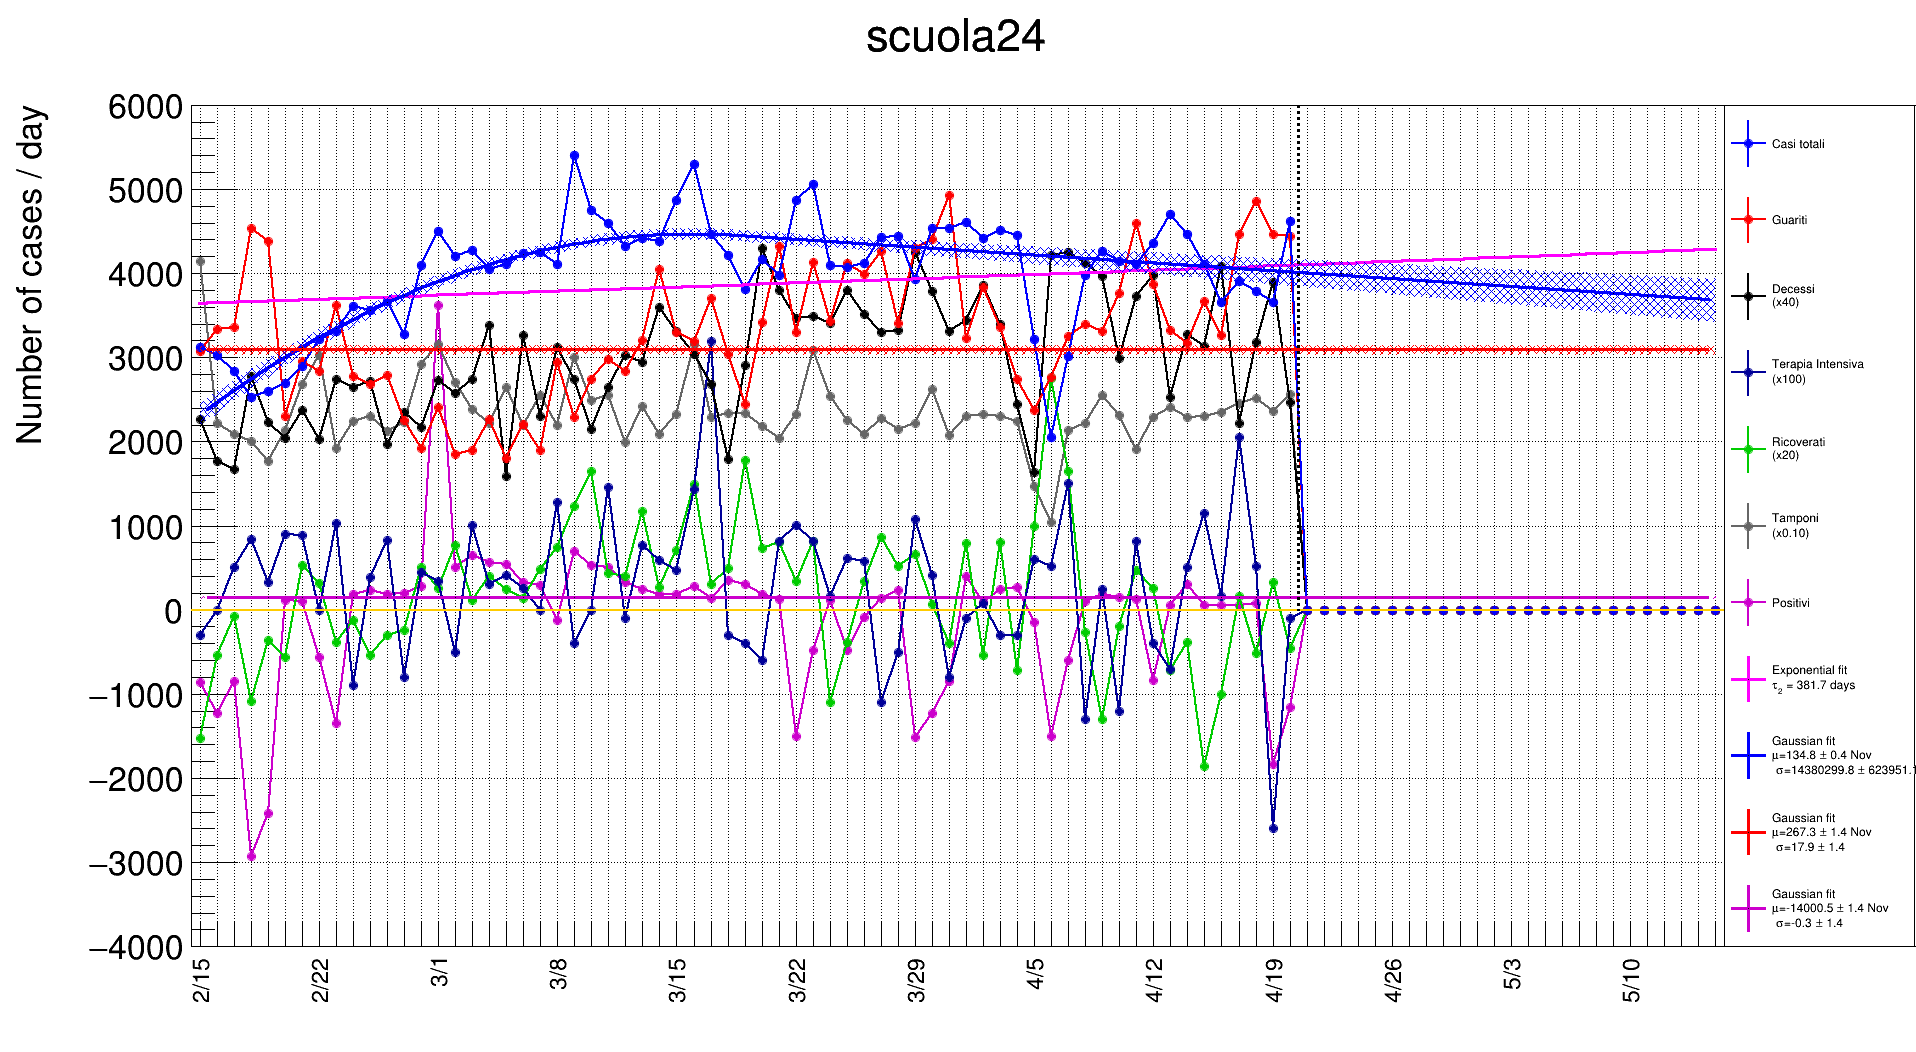 scuola24
Number of cases / day
6000
5000
4000
3000
2000
1000
0
−1000
−2000
−3000
−4000
2/15
2/22
3/1
3/8
3/15
3/22
3/29
4/5
4/12
4/19
4/26
5/3
5/10
Casi totali
Guariti
Decessi
(x40)
Terapia Intensiva
(x100)
Ricoverati
(x20)
Tamponi
(x0.10)
Positivi
Exponential fit
τ2 = 381.7 days
Gaussian fit
μ=134.8 ± 0.4 Nov
σ=14380299.8 ± 623951.1
Gaussian fit
μ=267.3 ± 1.4 Nov
σ=17.9 ± 1.4
Gaussian fit
μ=-14000.5 ± 1.4 Nov
σ=-0.3 ± 1.4